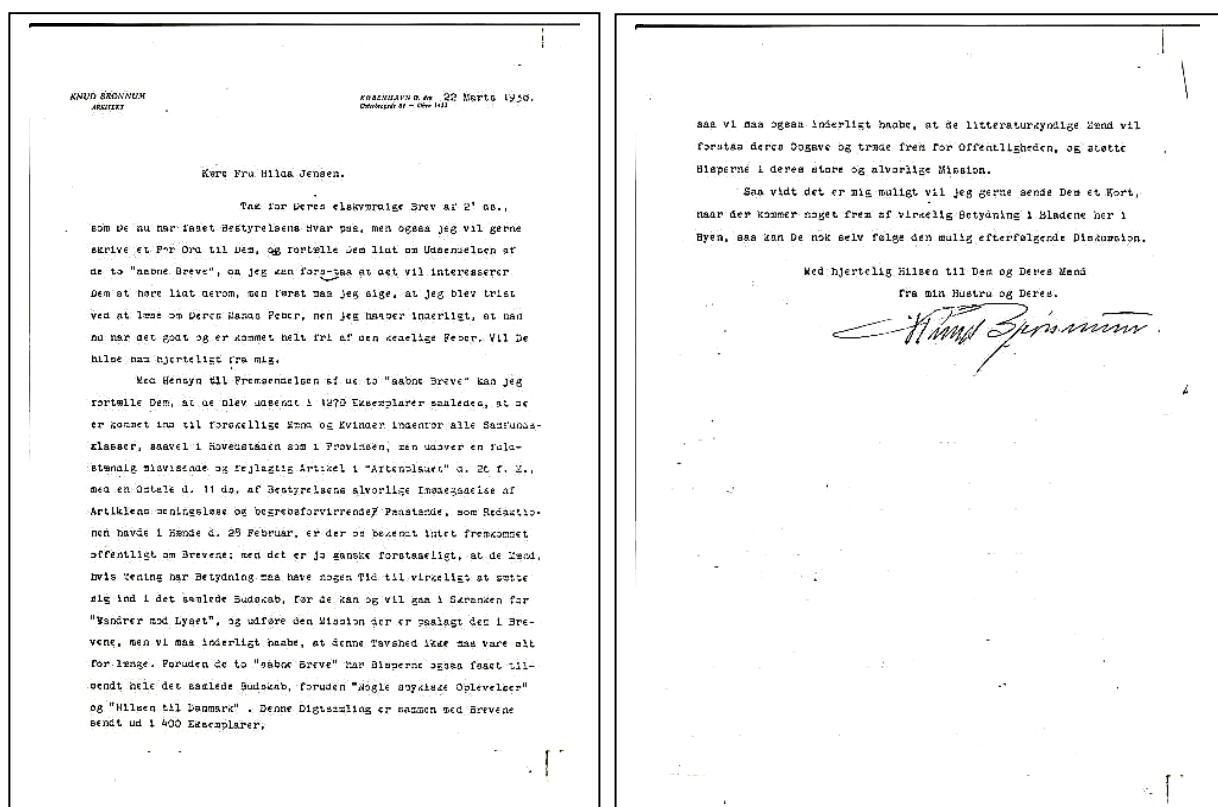 KNUD BRØNNUM
ARKITEKT
KØBENHAVN Ø. den 22 Marts 1938.
Kære Fru Hilda Jensen.
Tak for Deres elskværdige Brev af ds.,
som De nu har faaet Bestyrelsens Svar paa, men ogsaa jeg vil gerne
skrive et Par Ord til Dem, og fortælle Dem lidt om Udsendelsen af
de to "aabne Breve", da jeg kan forstaa at det vil interesserer
Dem at høre lidt derom, men først maa jeg sige, at jeg blev trist
ved at læse om Deres Mands Feber, men jeg haaber inderligt, at han
nu har det godt og er kommet helt fri af den kedelige Feber. Vil De
hilse ham hjerteligt fra mig.
Med Hensyn til Fremsendelsen af de to "aabne Breve" kan jeg
fortælle Dem, at de blev udsendt i 1270 Eksemplarer saaledes, at de
er kommet ind til forskellige Mænd og Kvinder indenfor alle Samfunds-
klasser, saavel i Hovedstaden som i Provinsen, men udover en fuld-
stændig misvisende og fejlagtig Artikel i "Aftenbladet" d. 26 f. M.,
med en Omtale d. 11 ds. af Bestyrelsens alvorlige Imødegaaelse af
Artiklens meningsløse og begrebsforvirrende Paastande, som Redaktio-
nen havde i Hænde d. 28 Februar, er der os bekendt intet fremkommet
offentligt om Brevene; men det er jo ganske forstaaeligt, at de Mænd,
hvis Mening har Betydning maa have nogen Tid til virkeligt at sætte
sig ind i det samlede Budskab, før de kan og vil gaa i Skranken for
"Vandrer mod Lyset", og udføre den Mission der er paalagt dem i Bre-
vene, men vi maa inderligt haabe, at denne Tavshed ikke maa vare alt
for længe. Foruden de to "aabne Breve" har Bisperne ogsaa faaet til-
sendt hele det samlede Budskab, foruden "Nogle psykiske Oplevelser"
og "Hilsen til Danmark" . Denne Digtsamling er sammen med Brevene
sendt ud i 400 Eksemplarer,
saa vi maa ogsaa inderligt haabe, at de litteraturkyndige Mænd vil
forstaa deres Opgave og træde frem for Offentligheden, og støtte
Bisperne i deres store og alvorlige Mission.
Saa vidt det er mig muligt vil jeg gerne sende Dem et Kort,
naar der kommer noget frem af virkelig Betydning i Bladene her i
Byen, saa kan De nok selv følge den mulig efterfølgende Diskussion.
Med hjertelig Hilsen til Dem og Deres Mand
fra min Hustru og Deres.
Knud Brønnum.